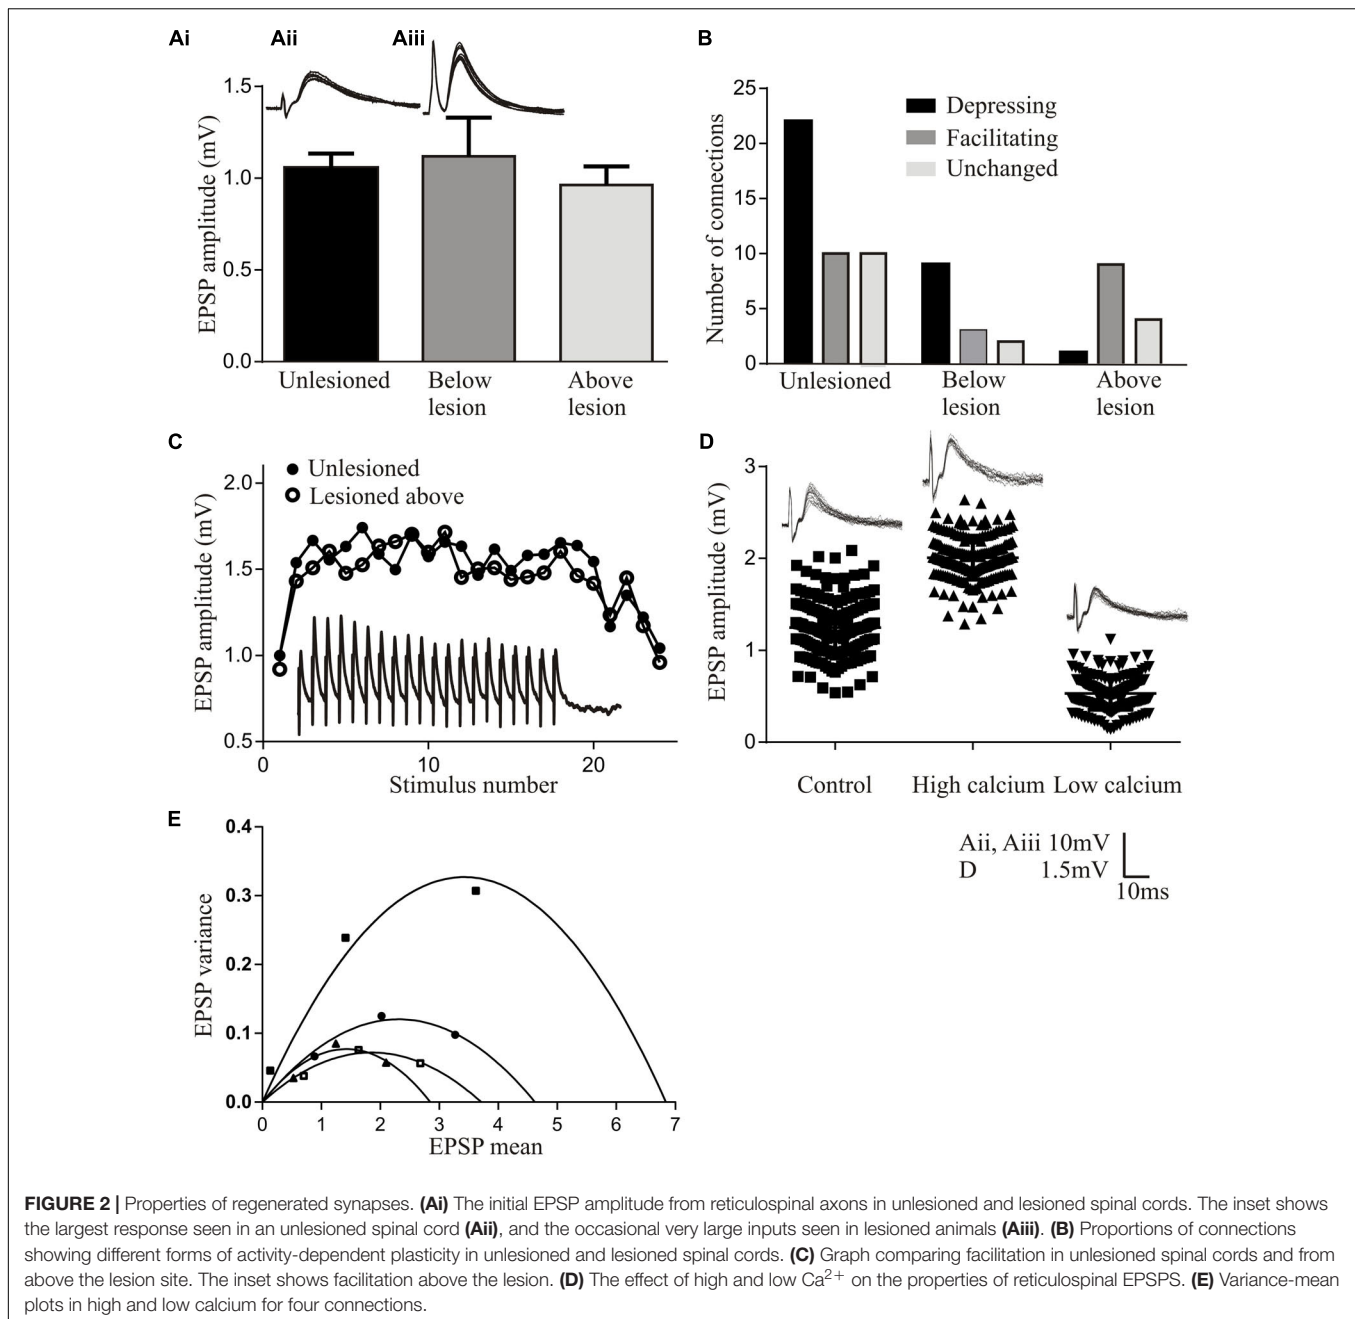 Ai
Aii
Aiii
1.5
1.0
0.5
0.0
EPSP amplitude (mV)
Unlesioned
Below
lesion
Above
lesion
B
25
20
15
10
5
0
Number of connections
Depressing
Facilitating
Unchanged
Unlesioned
Below
lesion
Above
lesion
C
2.0
1.5
1.0
0.5
EPSP amplitude (mV)
Unlesioned
Lesioned above
0
10
20
Stimulus number
D
3
2
1
0
EPSP amplitude (mV)
Control
High calcium
Low calcium
Aii, Aiii 10mV
D 1.5mV
10ms
E
0.4
0.3
0.2
0.1
0.0
EPSP variance
0
1
2
3
4
5
6
7
EPSP mean
FIGURE 2 | Properties of regenerated synapses. (Ai) The initial EPSP amplitude from reticulospinal axons in unlesioned and lesioned spinal cords. The inset shows
the largest response seen in an unlesioned spinal cord (Aii), and the occasional very large inputs seen in lesioned animals (Aiii). (B) Proportions of connections
showing different forms of activity-dependent plasticity in unlesioned and lesioned spinal cords. (C) Graph comparing facilitation in unlesioned spinal cords and from
above the lesion site. The inset shows facilitation above the lesion. (D) The effect of high and low Ca²⁺ on the properties of reticulospinal EPSPS. (E) Variance-mean
plots in high and low calcium for four connections.